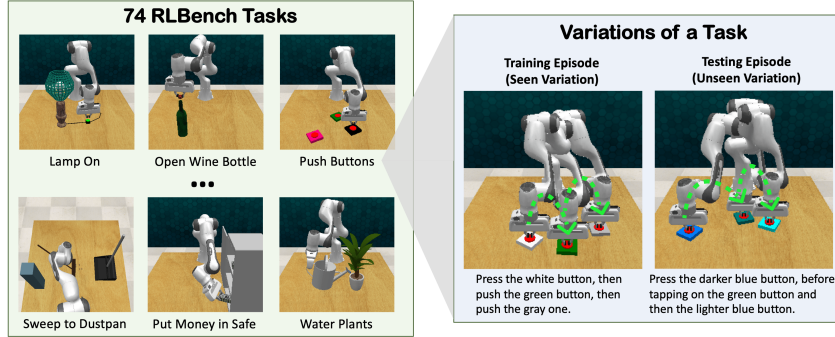 74 RLBench Tasks
Lamp On
Open Wine Bottle
Push Buttons
•••
Sweep to Dustpan
Put Money in Safe
Water Plants
Variations of a Task
Training Episode
(Seen Variation)
Press the white button, then
push the green button, then
push the gray one.
Testing Episode
(Unseen Variation)
Press the darker blue button, before
tapping on the green button and
then the lighter blue button.